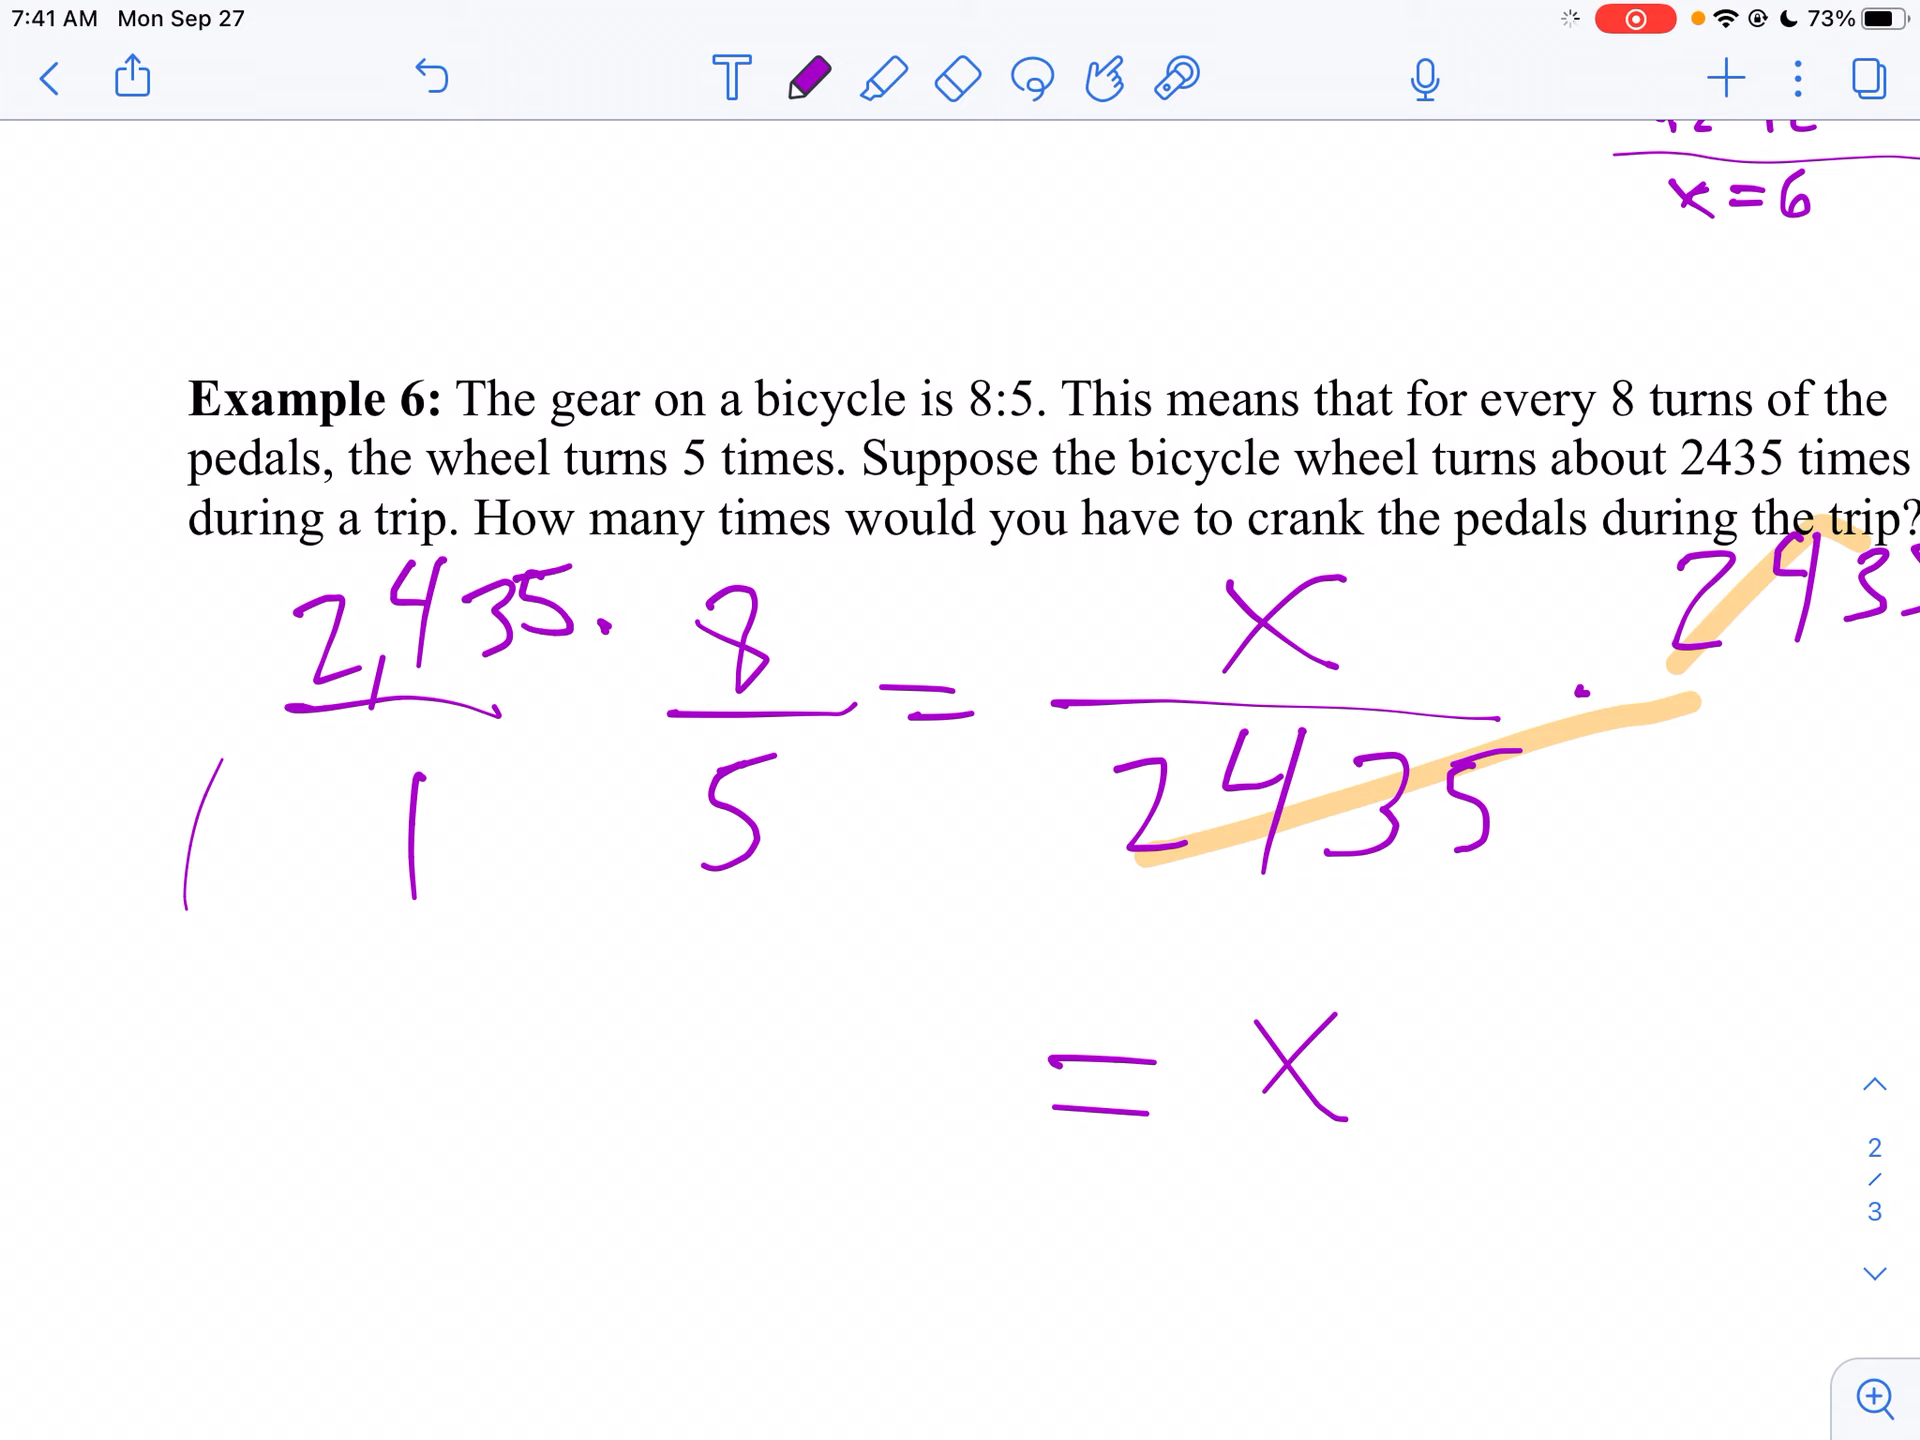 7:41 AM Mon Sep 27 73%
T
x = 6
Example 6: The gear on a bicycle is 8:5. This means that for every 8 turns of the
pedals, the wheel turns 5 times. Suppose the bicycle wheel turns about 2435 times
during a trip. How many times would you have to crank the pedals during the trip?
2,435 · 8 = x · 2435
1 5 2435
= x
2
/
3